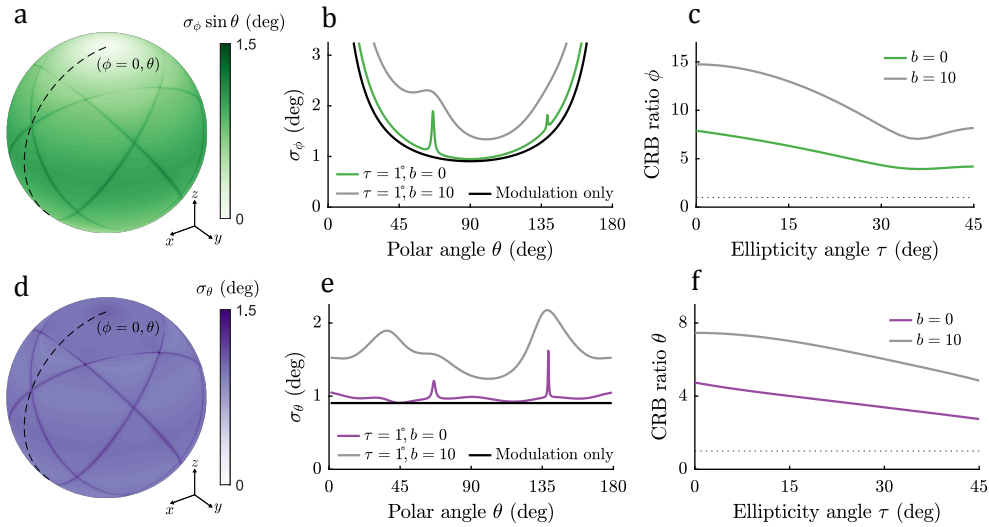 a
σ_ϕ sin θ (deg)
1.5
0
(ϕ = 0, θ)
z
x
y
b
σ_ϕ (deg)
3
2
1
0
τ = 1°, b = 0
τ = 1°, b = 10
Modulation only
0 45 90 135 180
Polar angle θ (deg)
c
CRB ratio ϕ
15
10
5
0
b = 0
b = 10
0 15 30 45
Ellipticity angle τ (deg)
d
σ_θ (deg)
1.5
0
(ϕ = 0, θ)
z
x
y
e
σ_θ (deg)
2
1
0
τ = 1°, b = 0
τ = 1°, b = 10
Modulation only
0 45 90 135 180
Polar angle θ (deg)
f
CRB ratio θ
8
4
0
b = 0
b = 10
0 15 30 45
Ellipticity angle τ (deg)